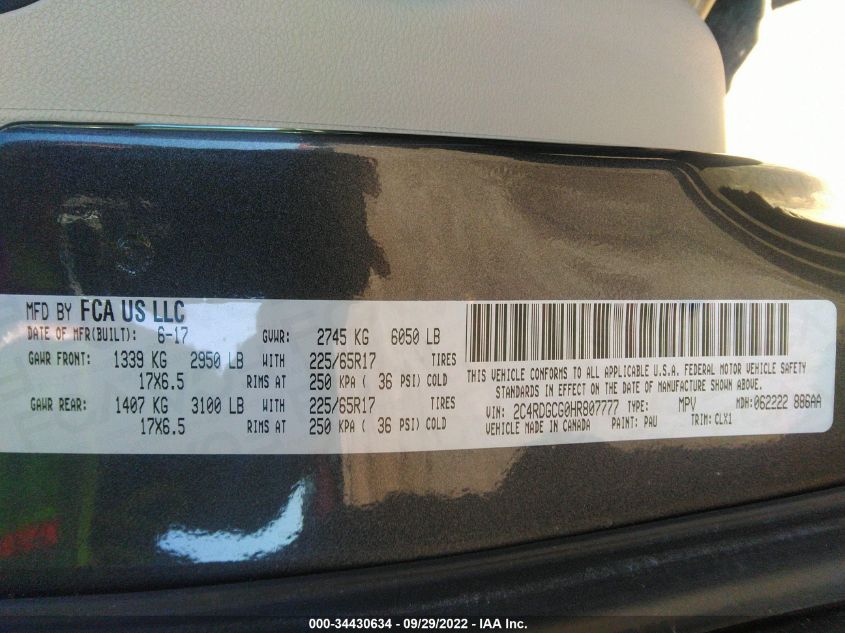 MFD BY FCA US LLC
DATE OF MFR(BUILT): 6-17 GVWR: 2745 KG 6050 LB
GAWR FRONT: 1339 KG 2950 LB WITH 225/65R17 TIRES
17X6.5 RIMS AT 250 KPA ( 36 PSI) COLD
GAWR REAR: 1407 KG 3100 LB WITH 225/65R17 TIRES
17X6.5 RIMS AT 250 KPA ( 36 PSI) COLD
THIS VEHICLE CONFORMS TO ALL APPLICABLE U.S.A. FEDERAL MOTOR VEHICLE SAFETY
STANDARDS IN EFFECT ON THE DATE OF MANUFACTURE SHOWN ABOVE.
VIN: 2C4RDGCG0HR807777 TYPE: MPV MDH: 062222 886AA
VEHICLE MADE IN CANADA PAINT: PAU TRIM: CLX1
000-34430634 / 09/29/2022 - IAA Inc.